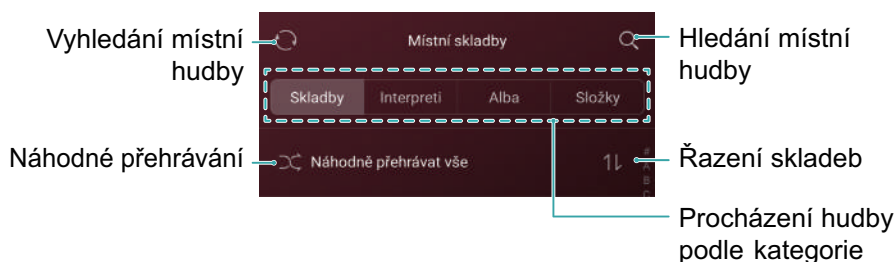 Vyhledání místní
hudby
Místní skladby
Hledání místní
hudby
Skladby Interpreti Alba Složky
Náhodné přehrávání
Náhodně přehrávat vše
Řazení skladeb
Procházení hudby
podle kategorie